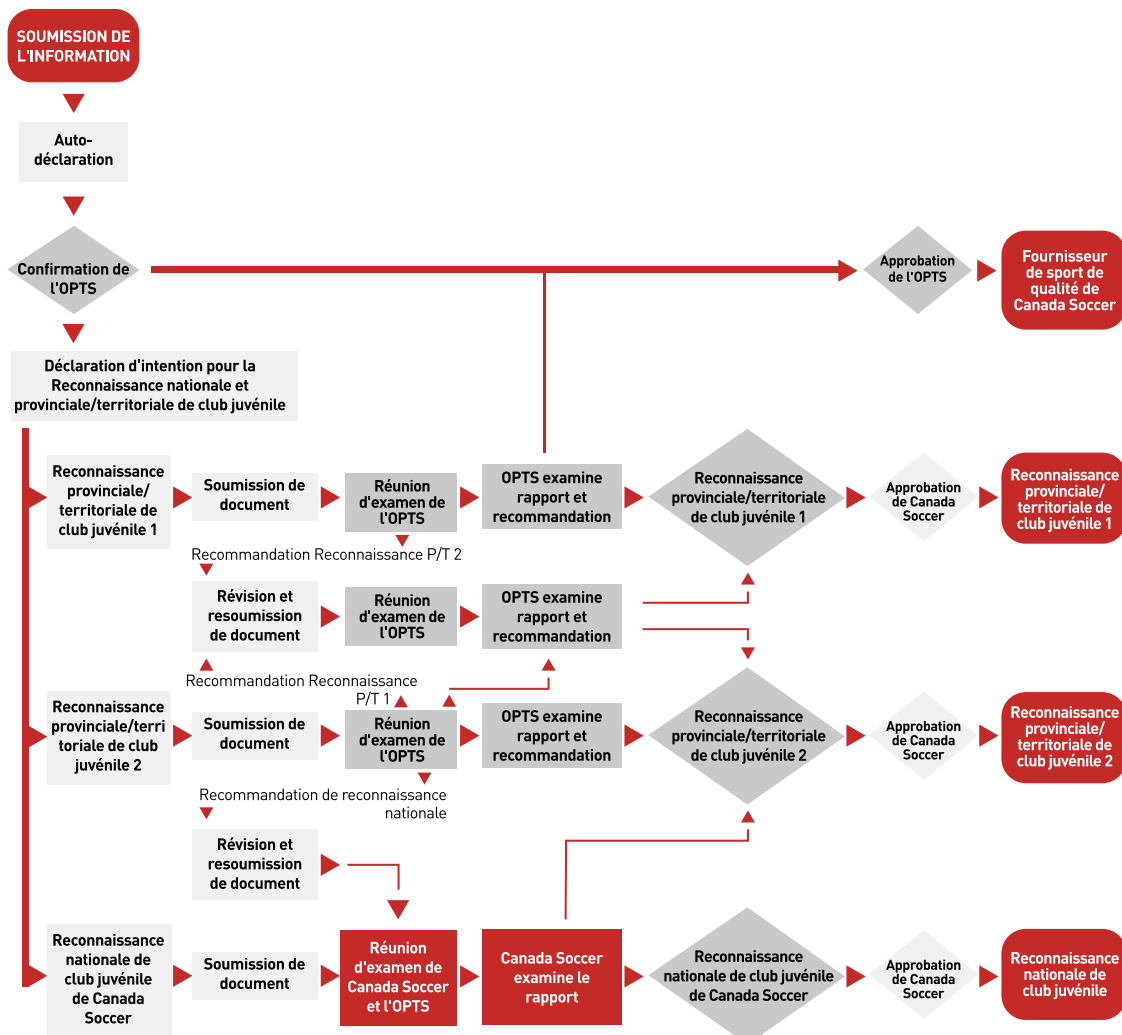 SOUMISSION DE
L'INFORMATION
Auto-
déclaration
Confirmation de
l'OPTS
Approbation
de l'OPTS
Fournisseur
de sport de
qualité de
Canada Soccer
Déclaration d'intention pour la
Reconnaissance nationale et
provinciale/territoriale de club juvénile
Reconnaissance
provinciale/
territoriale de
club juvénile 1
Soumission de
document
Réunion
d'examen de
l'OPTS
OPTS examine
rapport et
recommandation
Reconnaissance
provinciale/territoriale
de club juvénile 1
Approbation
de Canada
Soccer
Reconnaissance
provinciale/
territoriale de
club juvénile 1
Recommandation Reconnaissance P/T 2
Révision et
resoumission
de document
Réunion
d'examen de
l'OPTS
OPTS examine
rapport et
recommandation
Recommandation Reconnaissance
P/T 1
Reconnaissance
provinciale/terri
toriale de club
juvénile 2
Soumission de
document
Réunion
d'examen de
l'OPTS
OPTS examine
rapport et
recommandation
Reconnaissance
provinciale/territoriale
de club juvénile 2
Approbation
de Canada
Soccer
Reconnaissance
provinciale/
territoriale de
club juvénile 2
Recommandation de reconnaissance
nationale
Révision et
resoumission
de document
Reconnaissance
nationale de
club juvénile
de Canada
Soccer
Soumission de
document
Réunion
d'examen de
Canada Soccer
et l'OPTS
Canada Soccer
examine le
rapport
Reconnaissance
nationale de club juvénile
de Canada Soccer
Approbation
de Canada
Soccer
Reconnaissance
nationale de
club juvénile